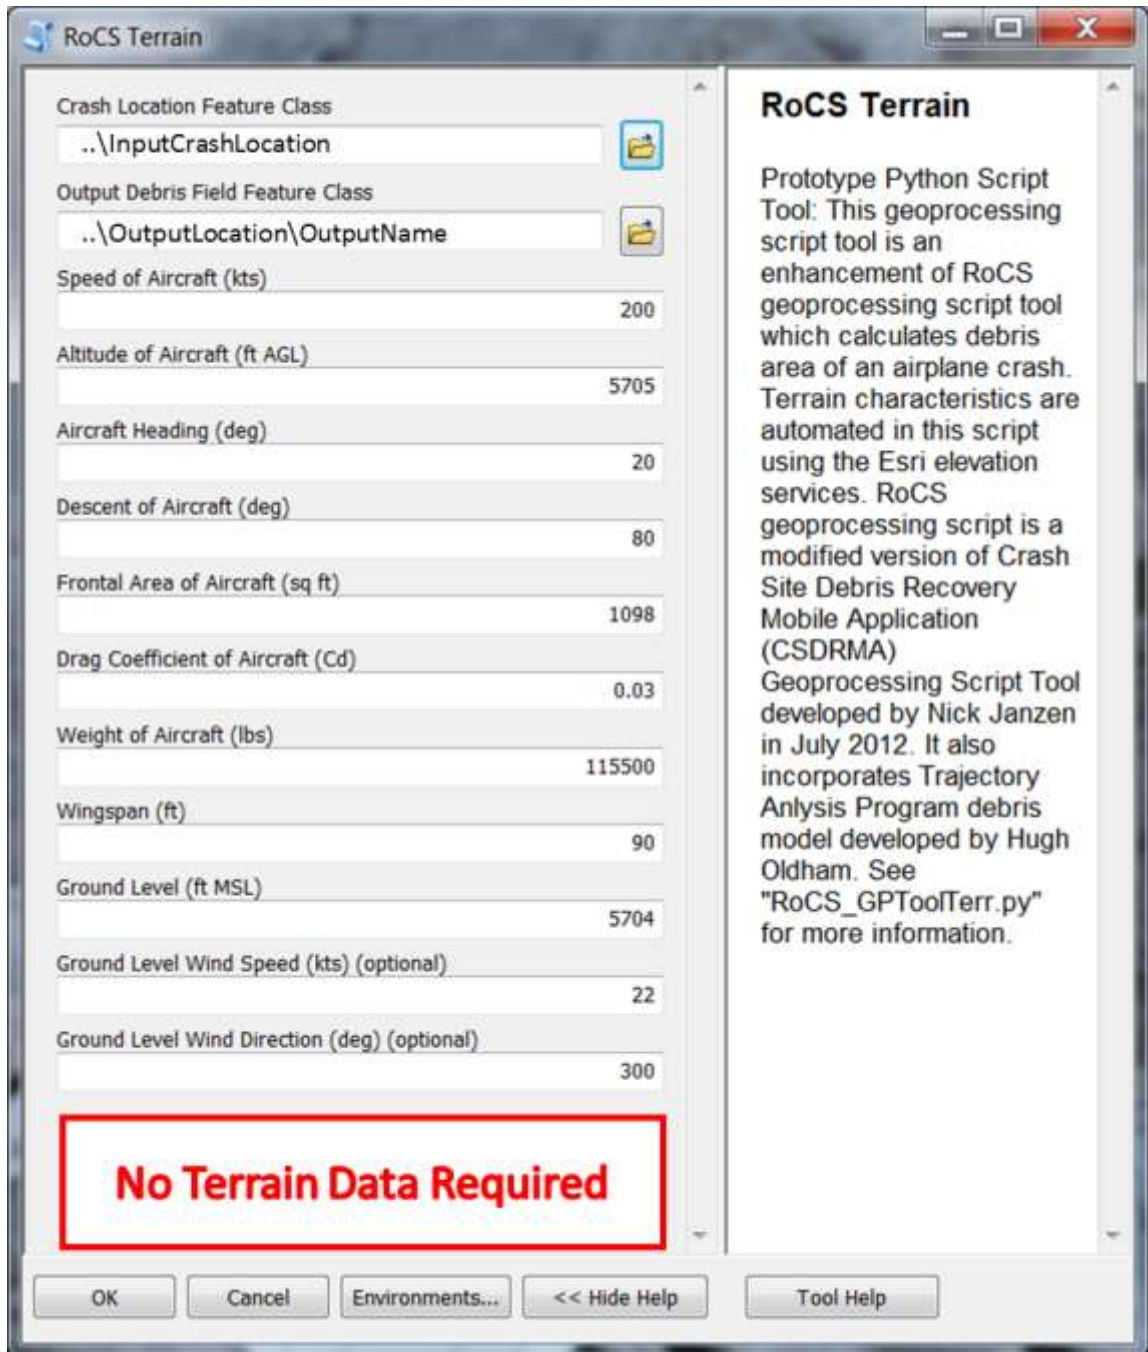 RoCS Terrain
Crash Location Feature Class
..\InputCrashLocation
Output Debris Field Feature Class
..\OutputLocation\OutputName
Speed of Aircraft (kts)
200
Altitude of Aircraft (ft AGL)
5705
Aircraft Heading (deg)
20
Descent of Aircraft (deg)
80
Frontal Area of Aircraft (sq ft)
1098
Drag Coefficient of Aircraft (Cd)
0.03
Weight of Aircraft (lbs)
115500
Wingspan (ft)
90
Ground Level (ft MSL)
5704
Ground Level Wind Speed (kts) (optional)
22
Ground Level Wind Direction (deg) (optional)
300
No Terrain Data Required
RoCS Terrain
Prototype Python Script
Tool: This geoprocessing
script tool is an
enhancement of RoCS
geoprocessing script tool
which calculates debris
area of an airplane crash.
Terrain characteristics are
automated in this script
using the Esri elevation
services. RoCS
geoprocessing script is a
modified version of Crash
Site Debris Recovery
Mobile Application
(CSDRMA)
Geoprocessing Script Tool
developed by Nick Janzen
in July 2012. It also
incorporates Trajectory
Anlysis Program debris
model developed by Hugh
Oldham. See
"RoCS_GPToolTerr.py"
for more information.
OK
Cancel
Environments...
<< Hide Help
Tool Help